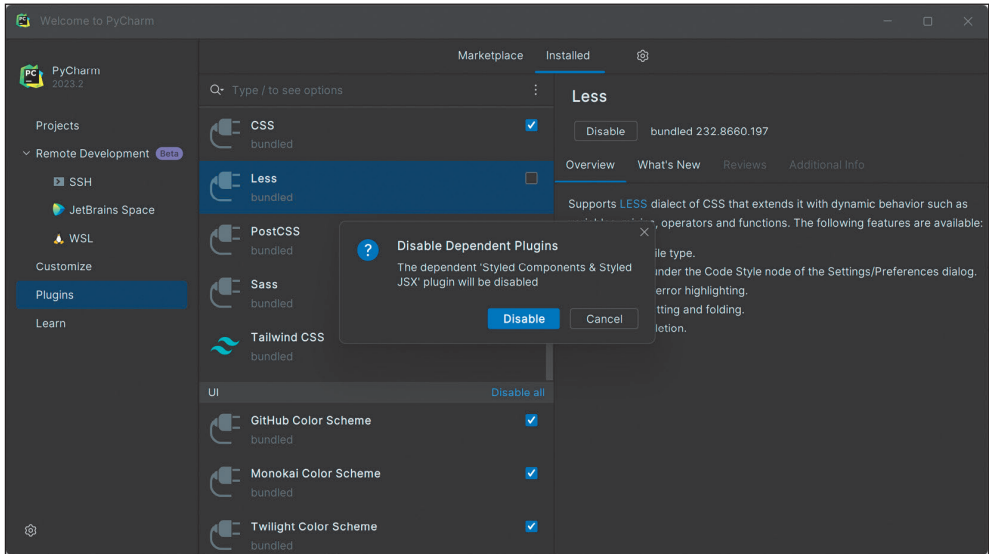 Welcome to PyCharm
PC
PyCharm
2023.2
Projects
Remote Development Beta
SSH
JetBrains Space
WSL
Customize
Plugins
Learn
Marketplace Installed
Type / to see options
CSS
bundled
Less
bundled
PostCSS
bundled
Sass
bundled
Tailwind CSS
bundled
UI Disable all
GitHub Color Scheme
bundled
Monokai Color Scheme
bundled
Twilight Color Scheme
bundled
Less
Disable bundled 232.8660.197
Overview What's New Reviews Additional Info
Supports LESS dialect of CSS that extends it with dynamic behavior such as
operators and functions. The following features are available:
ile type.
under the Code Style node of the Settings/Preferences dialog.
error highlighting.
tting and folding.
letion.
Disable Dependent Plugins
The dependent 'Styled Components & Styled
JSX' plugin will be disabled
Disable Cancel